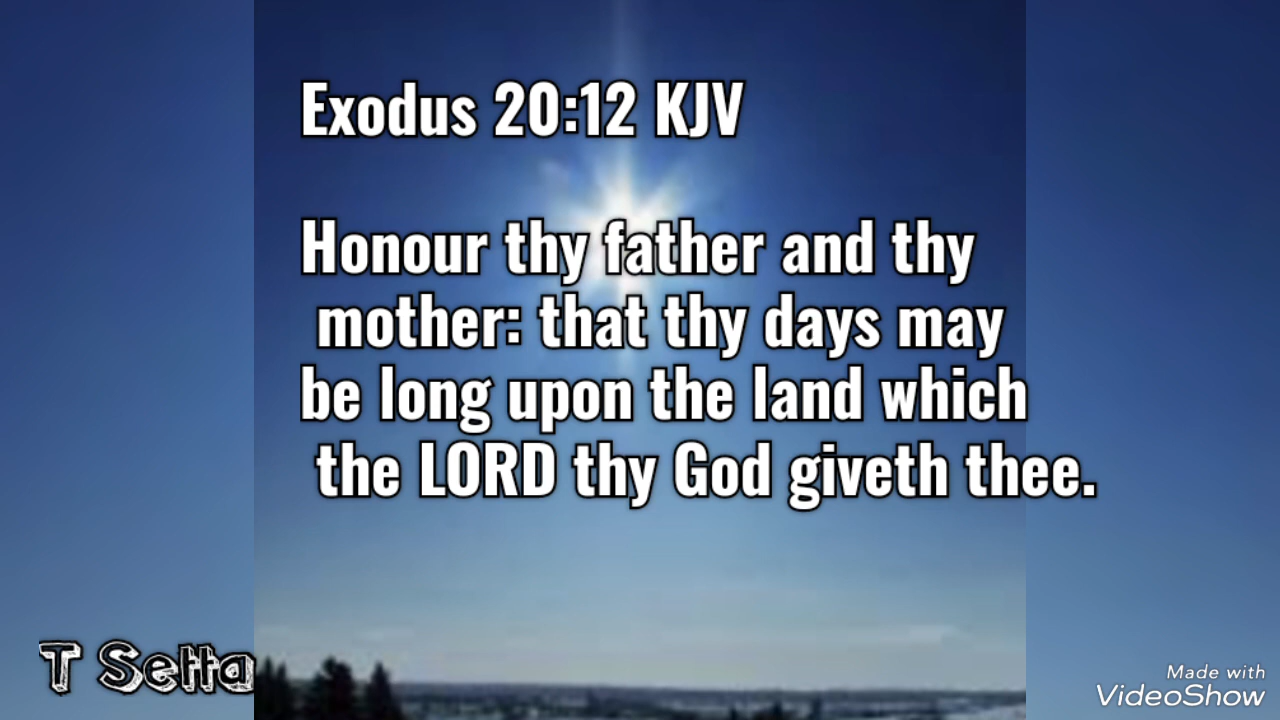 Exodus 20:12 KJV
Honour thy father and thy
mother: that thy days may
be long upon the land which
the LORD thy God giveth thee.
T Setta
Made with
VideoShow